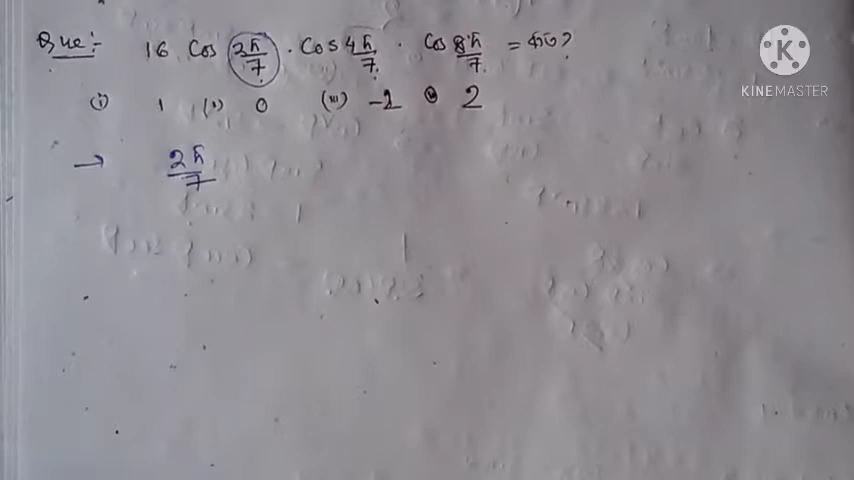 Que:- 16 Cos 2π/7 · Cos 4π/7 · Cos 8π/7 = কত?
(i) 1 (ii) 0 (iii) -1 (iv) 2
→ 2π/7
KINEMASTER